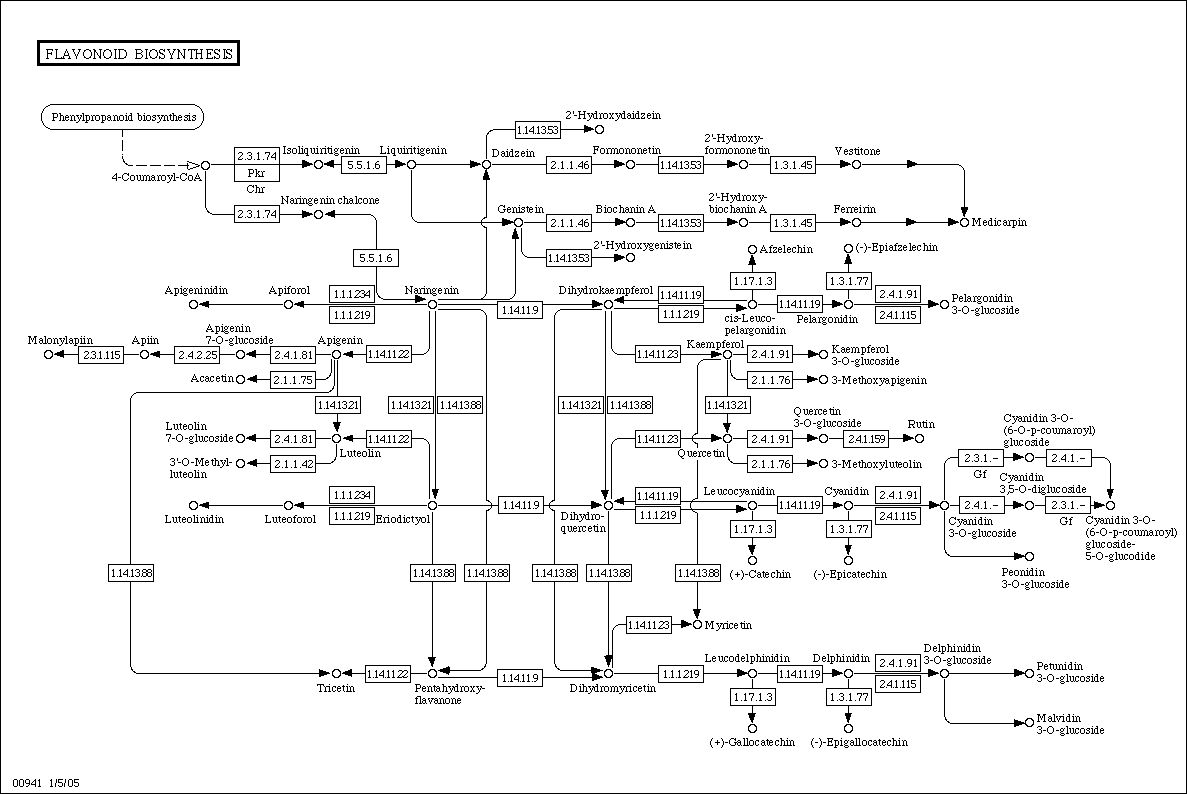 FLAVONOID BIOSYNTHESIS
Phenylpropanoid biosynthesis
4-Coumaroyl-CoA
2.3.1.74
Pkr
Chr
Isoliquiritigenin
5.5.1.6
Liquiritigenin
1.14.13.53
2'-Hydroxydaidzein
Daidzein
2.1.1.46
Formononetin
1.14.13.53
2'-Hydroxy-
formononetin
1.3.1.45
Vestitone
2.3.1.74
Naringenin chalcone
Genistein
2.1.1.46
Biochanin A
1.14.13.53
2'-Hydroxy-
biochanin A
1.3.1.45
Ferreirin
Medicarpin
5.5.1.6
1.14.13.53
2'-Hydroxygenistein
Afzelechin
(-)-Epiafzelechin
1.17.1.3
1.3.1.77
Apigeninidin
Apiforol
1.1.1.234
1.1.1.219
Naringenin
1.14.11.9
Dihydrokaempferol
1.14.11.19
1.1.1.219
cis-Leuco-
pelargonidin
1.14.11.19
Pelargonidin
2.4.1.91
2.4.1.115
Pelargonidin
3-O-glucoside
Malonylapiin
2.3.1.115
Apiin
2.4.2.25
Apigenin
7-O-glucoside
2.4.1.81
Apigenin
1.14.11.22
1.14.11.23
Kaempferol
2.4.1.91
Kaempferol
3-O-glucoside
Acacetin
2.1.1.75
2.1.1.76
3-Methoxyapigenin
1.14.13.21
1.14.13.21
1.14.13.88
1.14.13.21
1.14.13.88
1.14.13.21
Luteolin
7-O-glucoside
2.4.1.81
Luteolin
1.14.11.22
1.14.11.23
Quercetin
2.4.1.91
Quercetin
3-O-glucoside
2.4.1.159
Rutin
3'-O-Methyl-
luteolin
2.1.1.42
2.1.1.76
3-Methoxyluteolin
Cyanidin 3-O-
(6-O-p-coumaroyl)
glucoside
2.3.1.-
Gf
2.4.1.-
Luteolinidin
Luteoforol
1.1.1.234
1.1.1.219
Eriodictyol
1.14.11.9
Dihydro-
quercetin
1.14.11.19
1.1.1.219
Leucocyanidin
1.14.11.19
Cyanidin
2.4.1.91
2.4.1.115
Cyanidin
3-O-glucoside
2.4.1.-
Cyanidin
3,5-O-diglucoside
2.3.1.-
Gf
Cyanidin 3-O-
(6-O-p-coumaroyl)
glucoside-
5-O-glucodide
1.17.1.3
1.3.1.77
(+)-Catechin
(-)-Epicatechin
Peonidin
3-O-glucoside
1.14.13.88
1.14.13.88
1.14.13.88
1.14.13.88
1.14.13.88
1.14.13.88
1.14.11.23
Myricetin
Tricetin
1.14.11.22
Pentahydroxy-
flavanone
1.14.11.9
Dihydromyricetin
1.1.1.219
Leucodelphinidin
1.14.11.19
Delphinidin
2.4.1.91
2.4.1.115
Delphinidin
3-O-glucoside
Petunidin
3-O-glucoside
1.17.1.3
1.3.1.77
Malvidin
3-O-glucoside
(+)-Gallocatechin
(-)-Epigallocatechin
00941 1/5/05